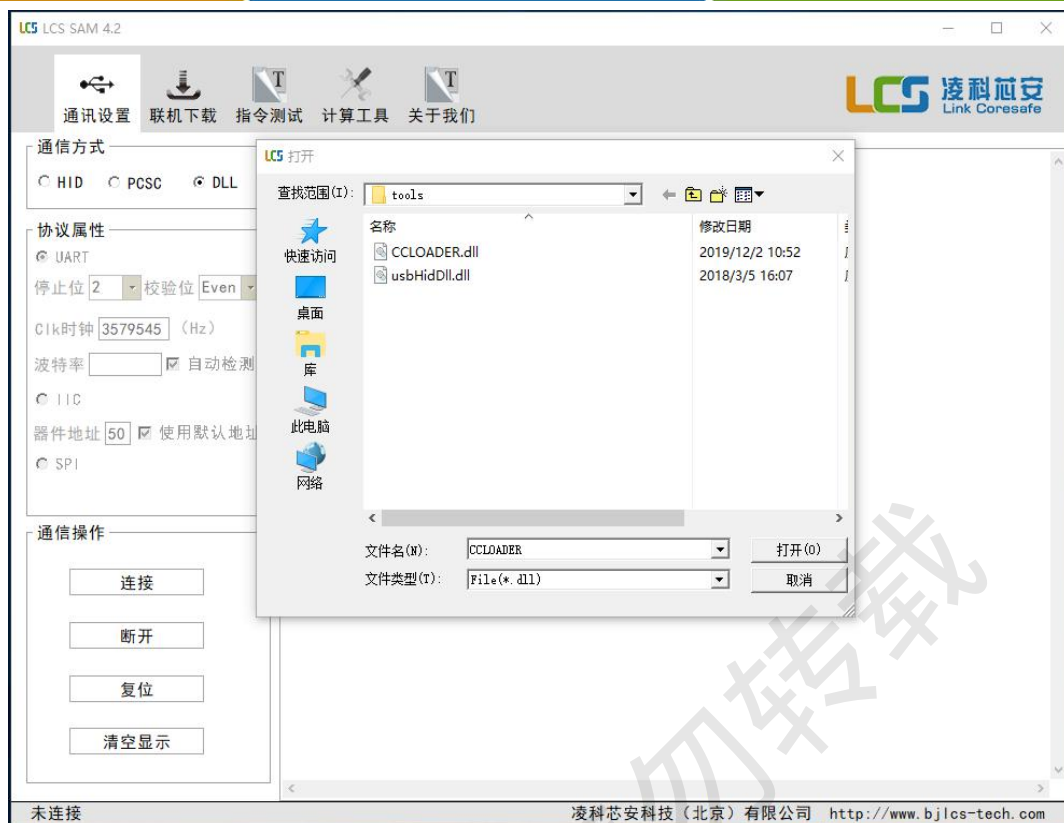 LCS LCS SAM 4.2
通讯设置 联机下载 指令测试 计算工具 关于我们
LCS 凌科芯安
Link Coresafe
通信方式
HID PCSC DLL
协议属性
UART
停止位 2 校验位 Even
Clk时钟 3579545 (Hz)
波特率 自动检测
IIC
器件地址 50 使用默认地址
SPI
通信操作
连接
断开
复位
清空显示
LCS 打开
查找范围(I): tools
名称 修改日期
CCLOADER.dll 2019/12/2 10:52
usbHidDll.dll 2018/3/5 16:07
快速访问
桌面
库
此电脑
网络
文件名(N): CCLOADER 打开(O)
文件类型(T): File(*.dll) 取消
勿转载
未连接 凌科芯安科技（北京）有限公司 http://www.bjlcs-tech.com